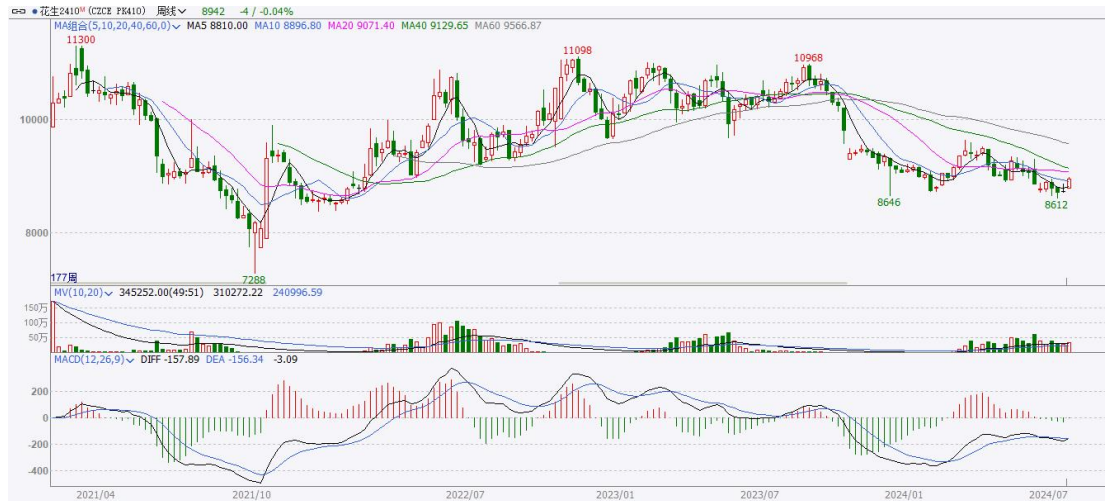 花生2410M (CZCE PK410) 周线 8942 -4 / -0.04%
MA组合(5,10,20,40,60,0) MA5 8810.00 MA10 8896.80 MA20 9071.40 MA40 9129.65 MA60 9566.87
11300
11098
10968
10000
8646
8612
8000
7288
177周
MV(10,20) 345252.00(49:51) 310272.22 240996.59
150万
100万
50万
MACD(12,26,9) DIFF -157.89 DEA -156.34 -3.09
200
0
-200
-400
2021/04 2021/10 2022/07 2023/01 2023/07 2024/01 2024/07